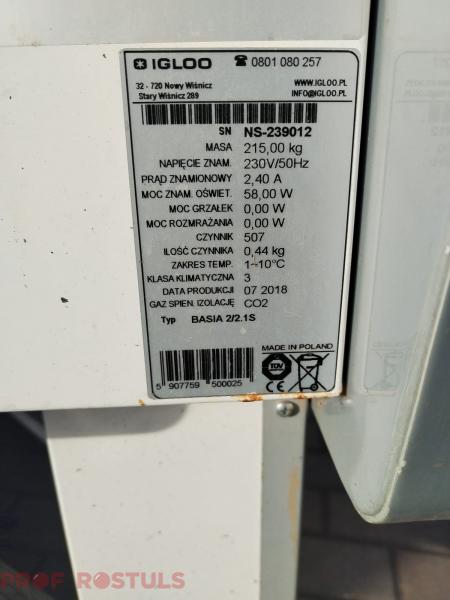 IGLOO ☎ 0801 080 257
32 - 720 Nowy Wiśnicz WWW.IGLOO.PL
Stary Wiśnicz 289 INFO@IGLOO.PL
SN NS-239012
MASA 215,00 kg
NAPIĘCIE ZNAM. 230V/50Hz
PRĄD ZNAMIONOWY 2,40 A
MOC ZNAM. OŚWIET. 58,00 W
MOC GRZAŁEK 0,00 W
MOC ROZMRAŻANIA 0,00 W
CZYNNIK 507
ILOŚĆ CZYNNIKA 0,44 kg
ZAKRES TEMP. 1~10°C
KLASA KLIMATYCZNA 3
DATA PRODUKCJI 07 2018
GAZ SPIEN. IZOLACJĘ CO2
Typ BASIA 2/2.1S
MADE IN POLAND
TÜV
CE
5 907759 500025
PROF ROSTULS